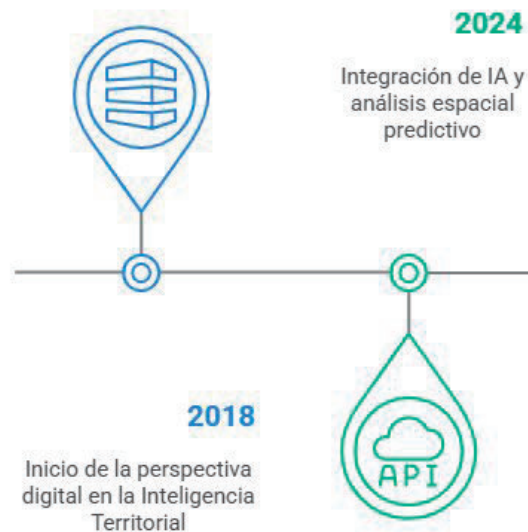 2024
Integración de IA y
análisis espacial
predictivo
2018
Inicio de la perspectiva
digital en la Inteligencia
Territorial
API